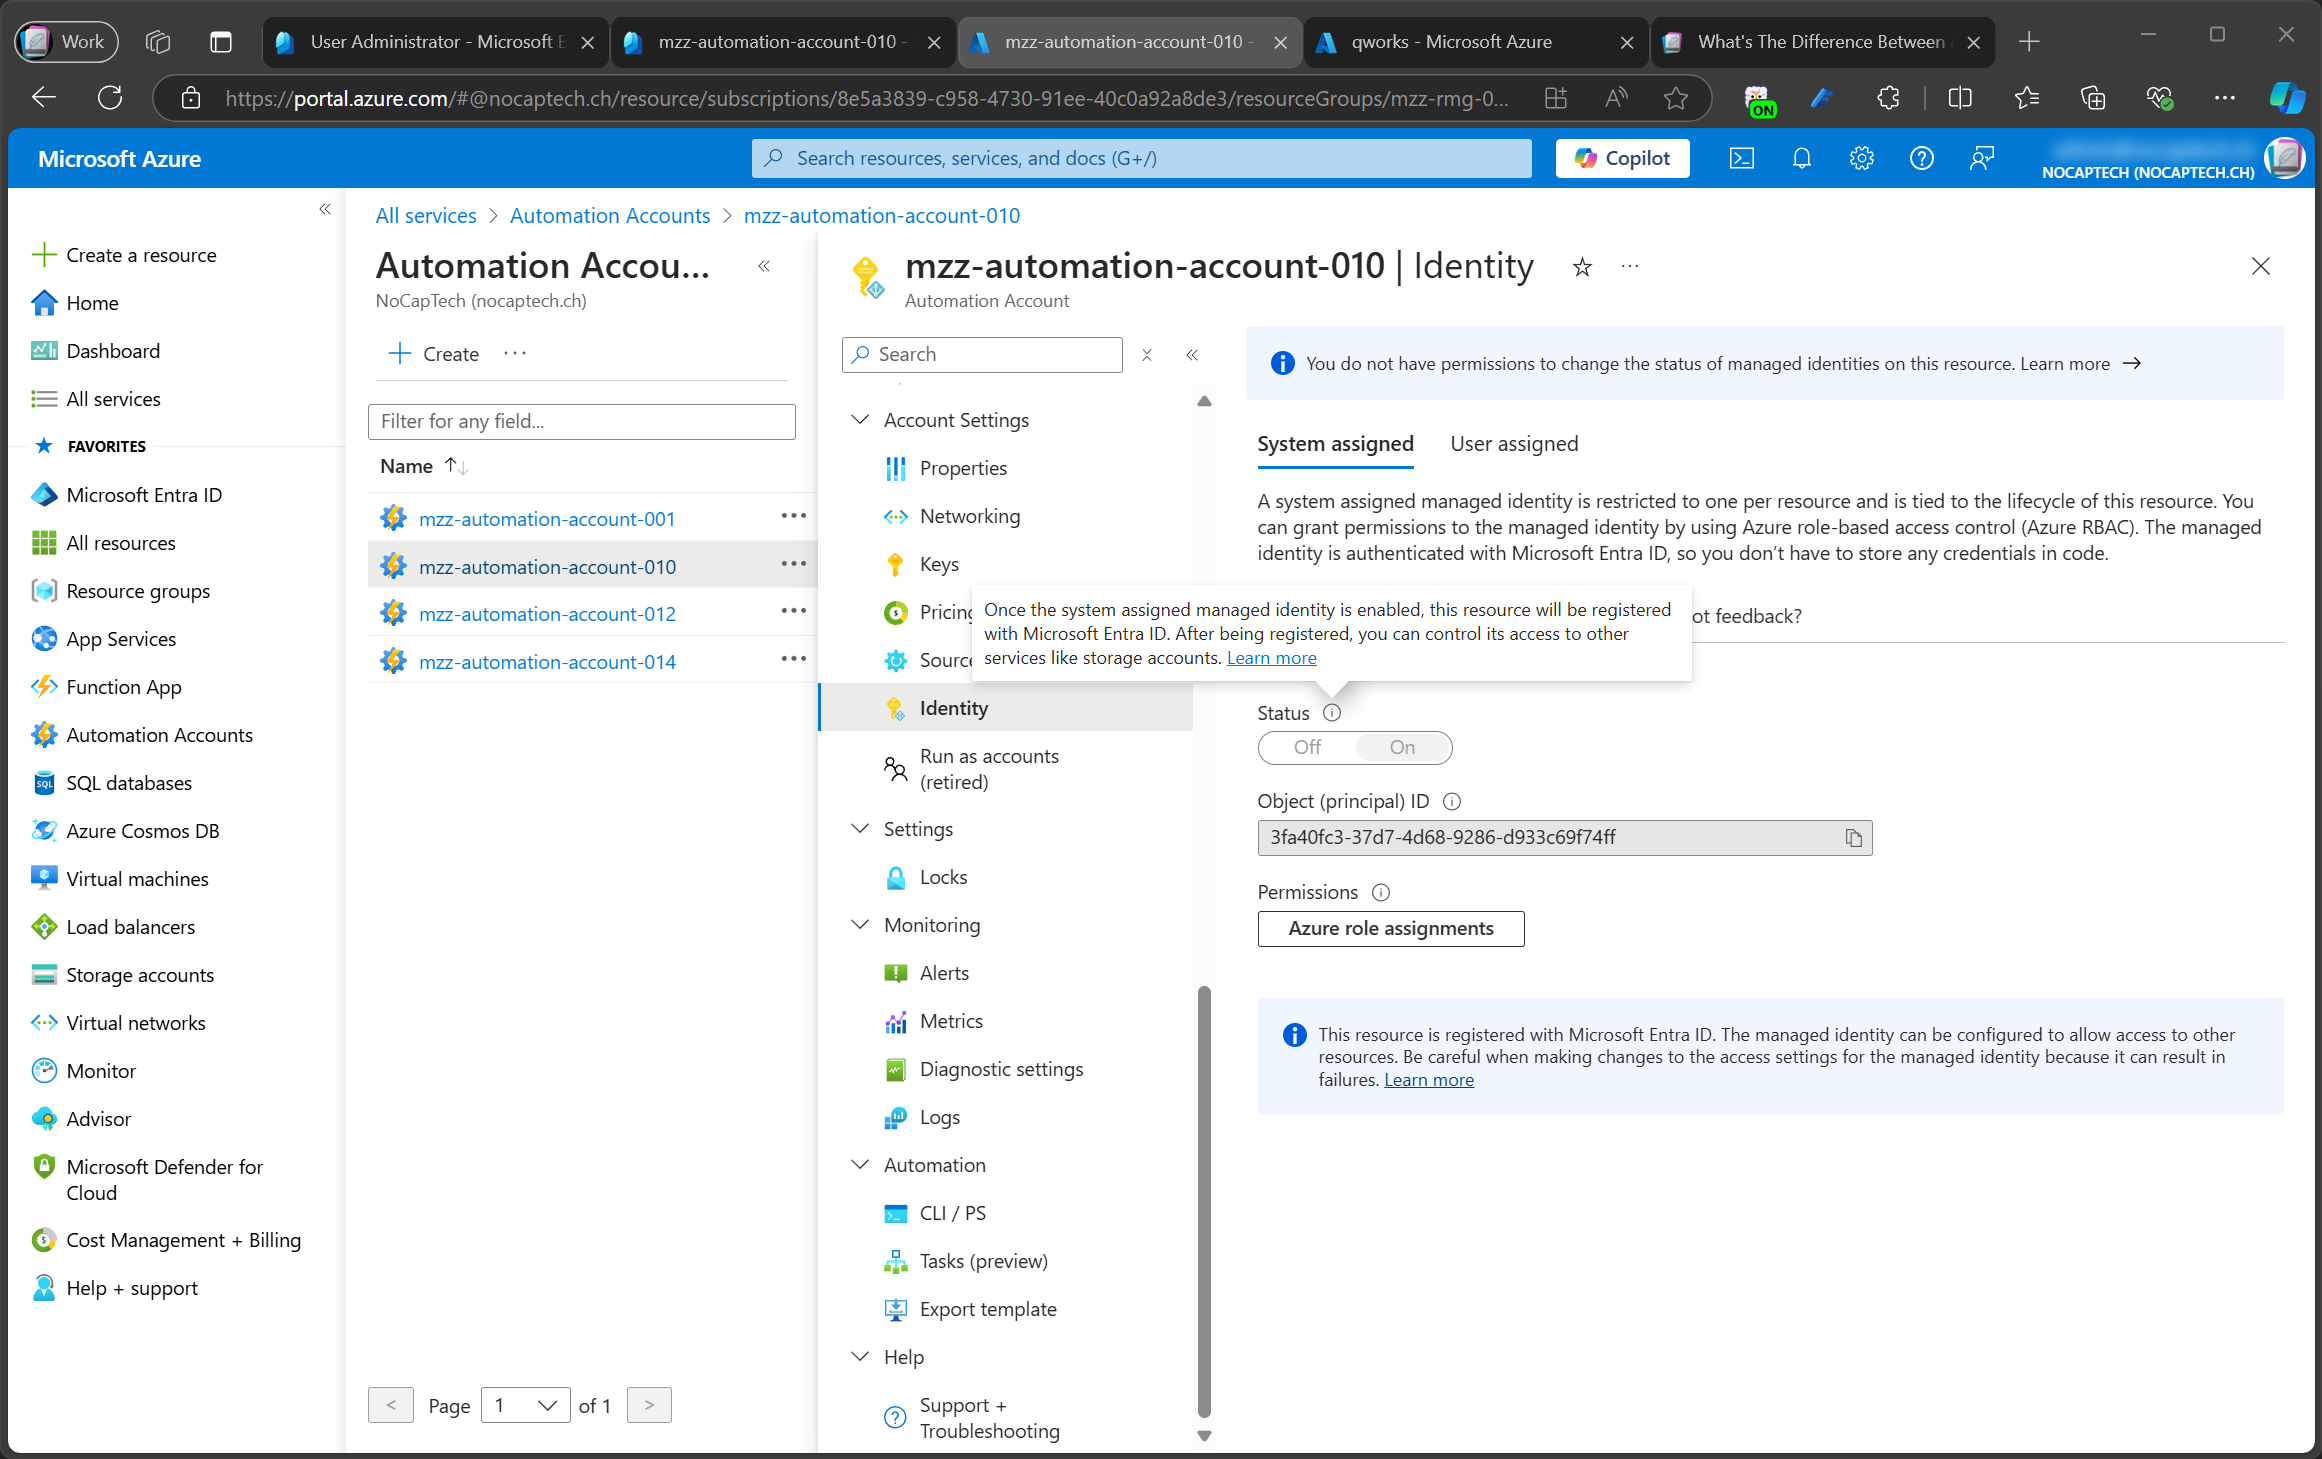 Work
User Administrator - Microsoft E
mzz-automation-account-010 -
mzz-automation-account-010 -
qworks - Microsoft Azure
What's The Difference Between
https://portal.azure.com/#@nocaptech.ch/resource/subscriptions/8e5a3839-c958-4730-91ee-40c0a92a8de3/resourceGroups/mzz-rmg-0...
ON
Microsoft Azure
Search resources, services, and docs (G+/)
Copilot
NOCAPTECH (NOCAPTECH.CH)
Create a resource
Home
Dashboard
All services
FAVORITES
Microsoft Entra ID
All resources
Resource groups
App Services
Function App
Automation Accounts
SQL databases
Azure Cosmos DB
Virtual machines
Load balancers
Storage accounts
Virtual networks
Monitor
Advisor
Microsoft Defender for
Cloud
Cost Management + Billing
Help + support
All services > Automation Accounts > mzz-automation-account-010
Automation Accou...
NoCapTech (nocaptech.ch)
Create
Filter for any field...
Name
mzz-automation-account-001
mzz-automation-account-010
mzz-automation-account-012
mzz-automation-account-014
< Page 1 of 1 >
mzz-automation-account-010 | Identity
Automation Account
Search
Account Settings
Properties
Networking
Keys
Pricing
Source
Identity
Run as accounts
(retired)
Settings
Locks
Monitoring
Alerts
Metrics
Diagnostic settings
Logs
Automation
CLI / PS
Tasks (preview)
Export template
Help
Support +
Troubleshooting
You do not have permissions to change the status of managed identities on this resource. Learn more →
System assigned
User assigned
A system assigned managed identity is restricted to one per resource and is tied to the lifecycle of this resource. You
can grant permissions to the managed identity by using Azure role-based access control (Azure RBAC). The managed
identity is authenticated with Microsoft Entra ID, so you don't have to store any credentials in code.
Once the system assigned managed identity is enabled, this resource will be registered
with Microsoft Entra ID. After being registered, you can control its access to other
services like storage accounts. Learn more
ot feedback?
Status
Off On
Object (principal) ID
3fa40fc3-37d7-4d68-9286-d933c69f74ff
Permissions
Azure role assignments
This resource is registered with Microsoft Entra ID. The managed identity can be configured to allow access to other
resources. Be careful when making changes to the access settings for the managed identity because it can result in
failures. Learn more